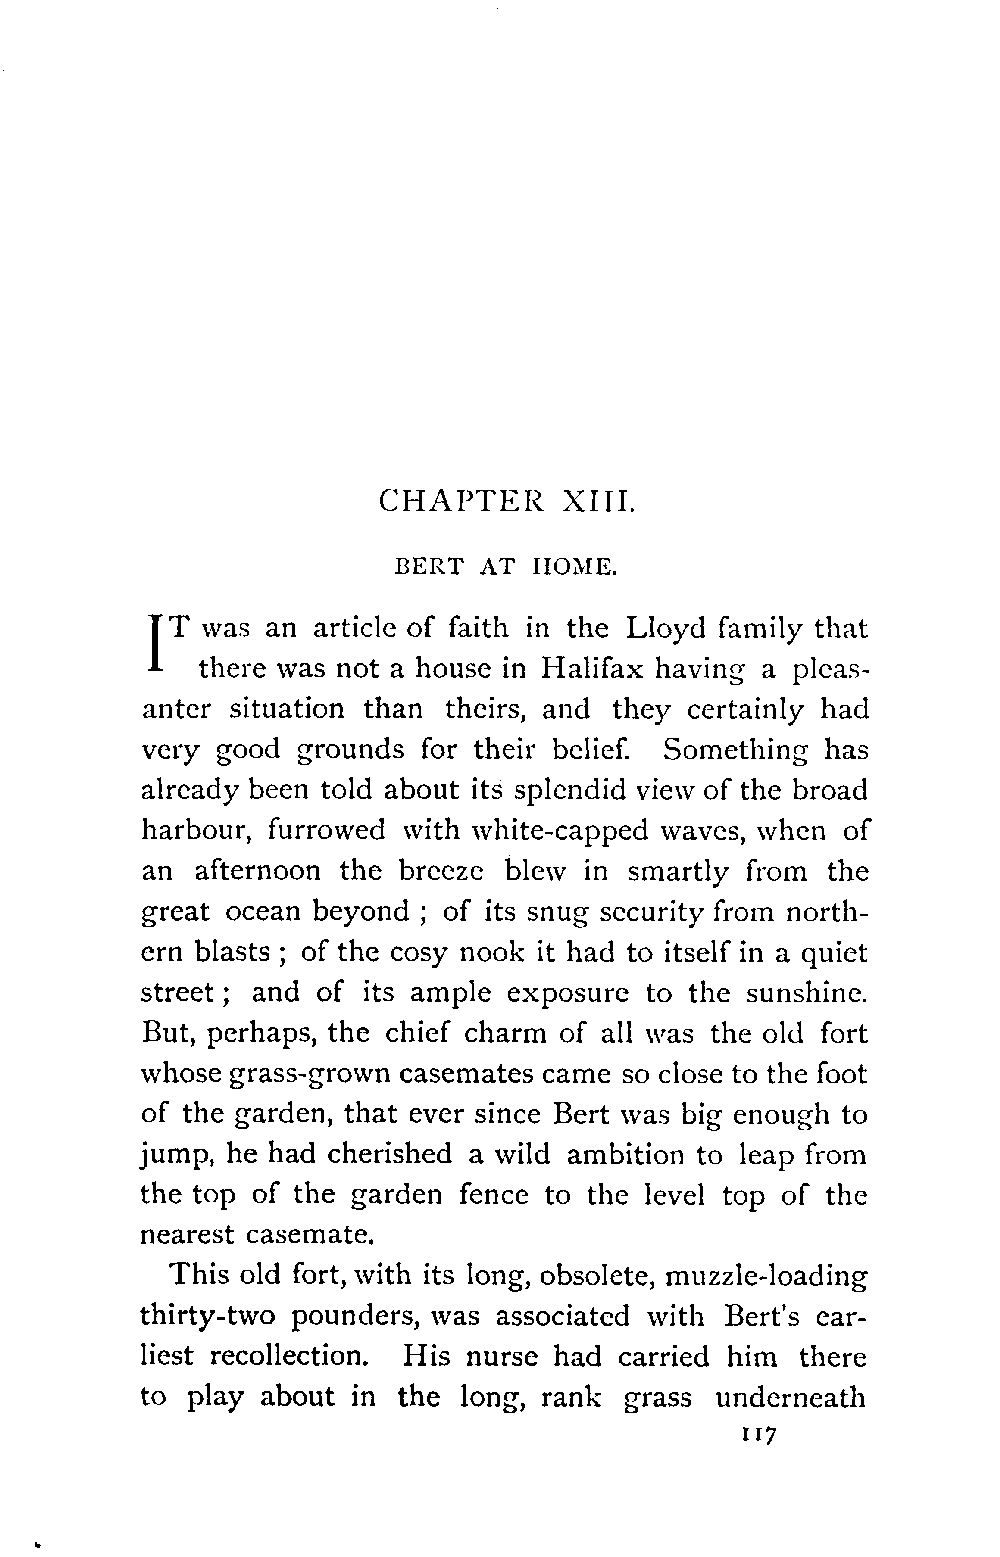 CHAPTER XIII.
BERT AT HOME.
IT was an article of faith in the Lloyd family that
there was not a house in Halifax having a pleas-
anter situation than theirs, and they certainly had
very good grounds for their belief. Something has
already been told about its splendid view of the broad
harbour, furrowed with white-capped waves, when of
an afternoon the breeze blew in smartly from the
great ocean beyond ; of its snug security from north-
ern blasts ; of the cosy nook it had to itself in a quiet
street ; and of its ample exposure to the sunshine.
But, perhaps, the chief charm of all was the old fort
whose grass-grown casemates came so close to the foot
of the garden, that ever since Bert was big enough to
jump, he had cherished a wild ambition to leap from
the top of the garden fence to the level top of the
nearest casemate.
This old fort, with its long, obsolete, muzzle-loading
thirty-two pounders, was associated with Bert's ear-
liest recollection. His nurse had carried him there
to play about in the long, rank grass underneath
117